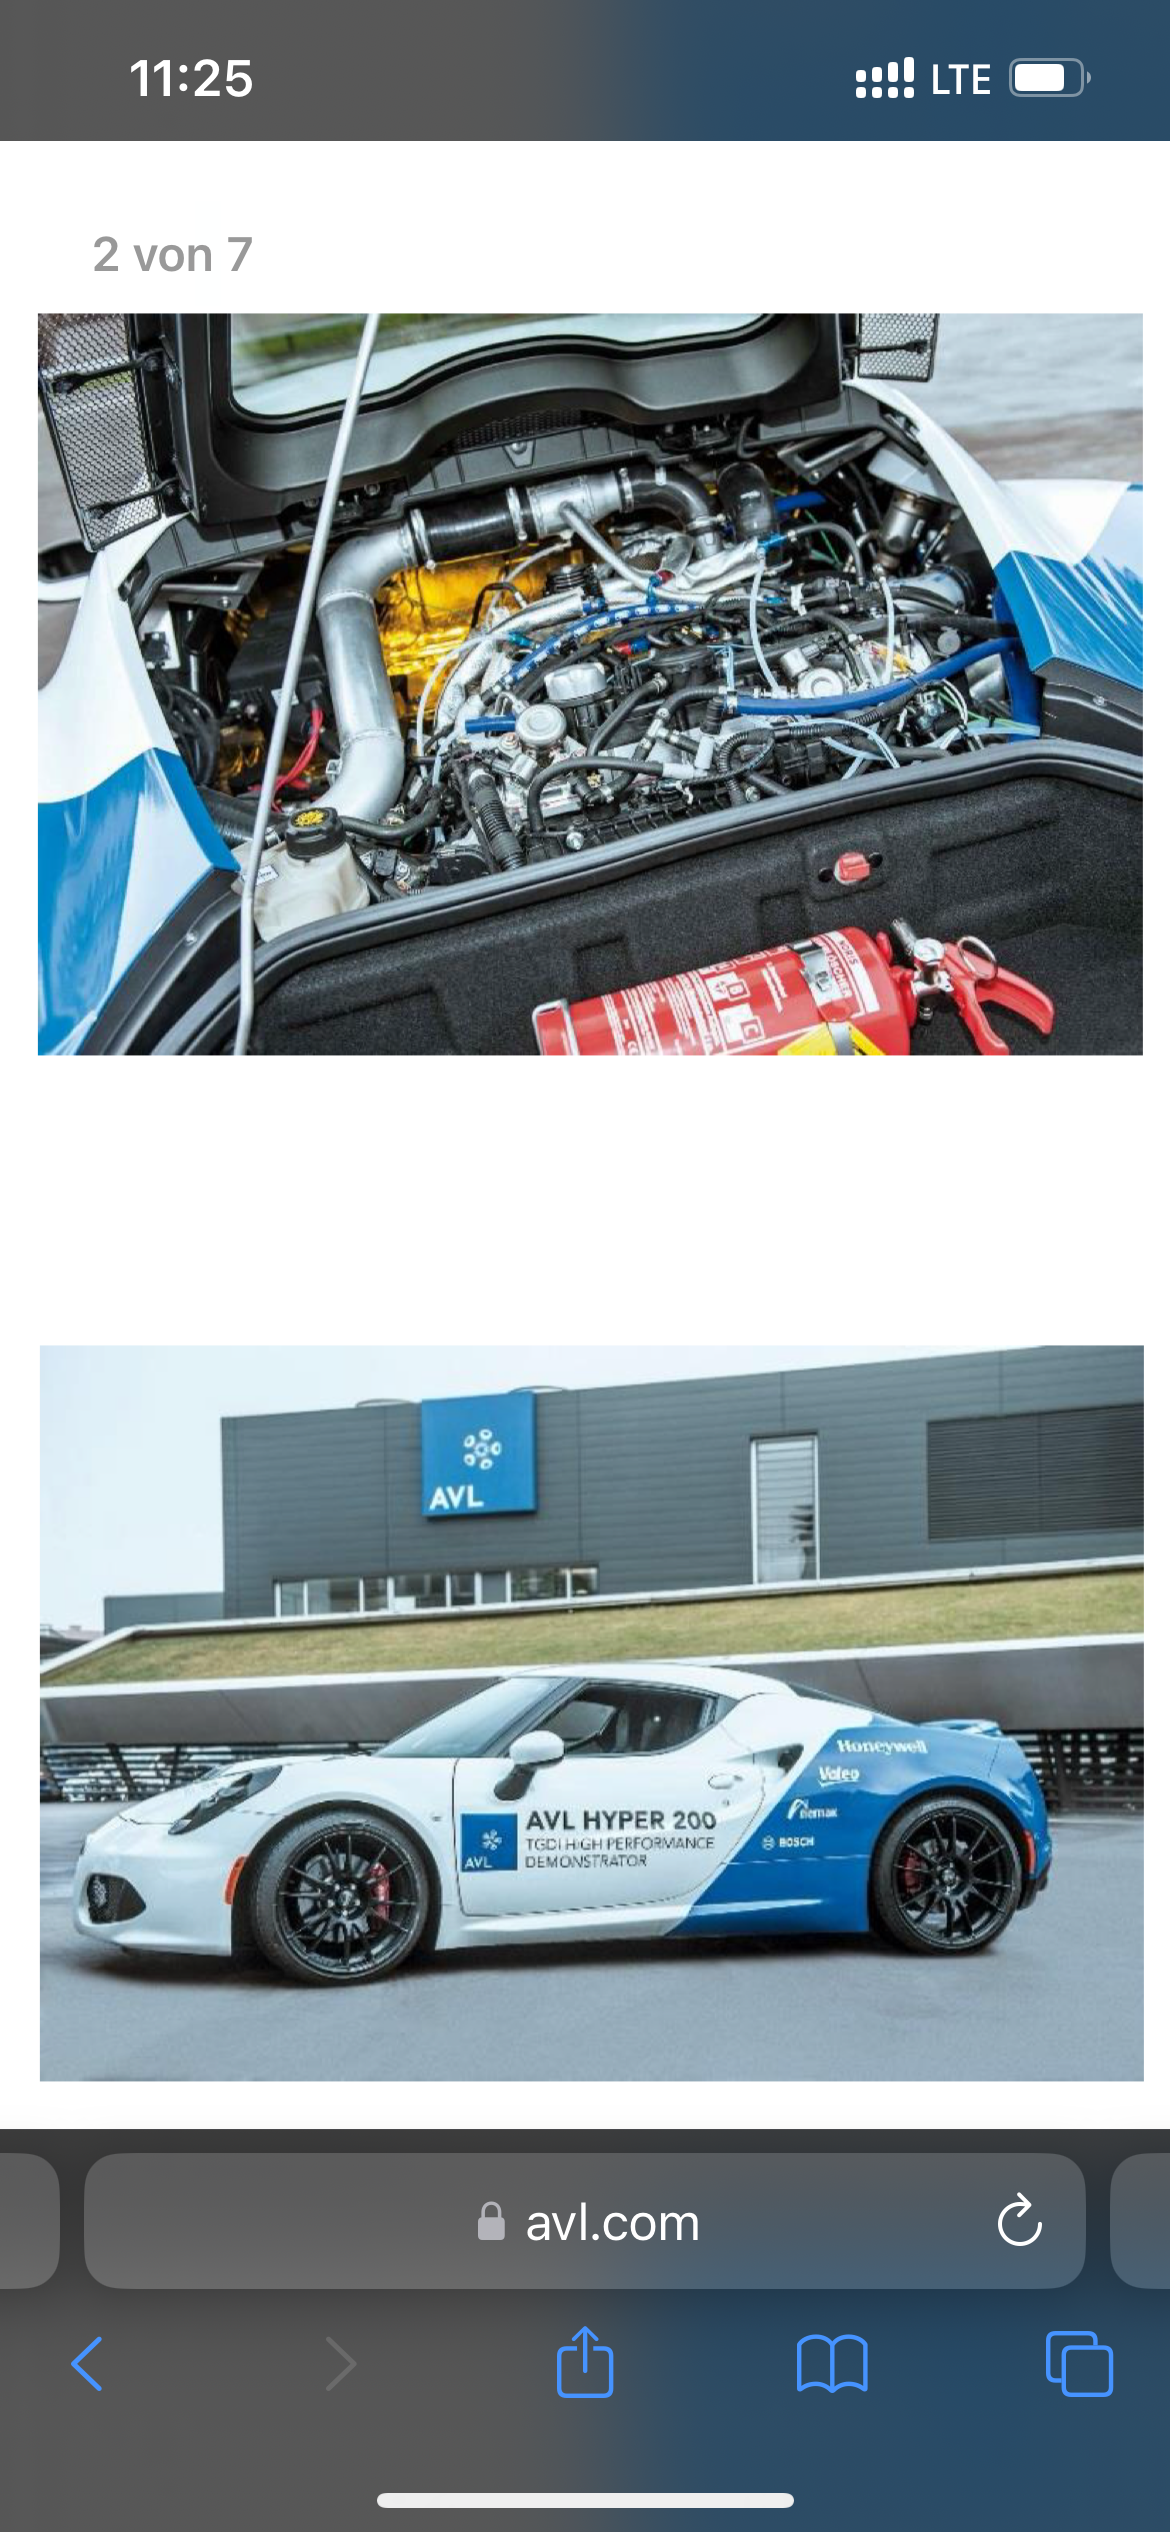 11:25
LTE
2 von 7
NORIS
B
C
AVL
Honeywell
Valeo
nemak
BOSCH
AVL HYPER 200
TGDI HIGH PERFORMANCE
DEMONSTRATOR
AVL
avl.com